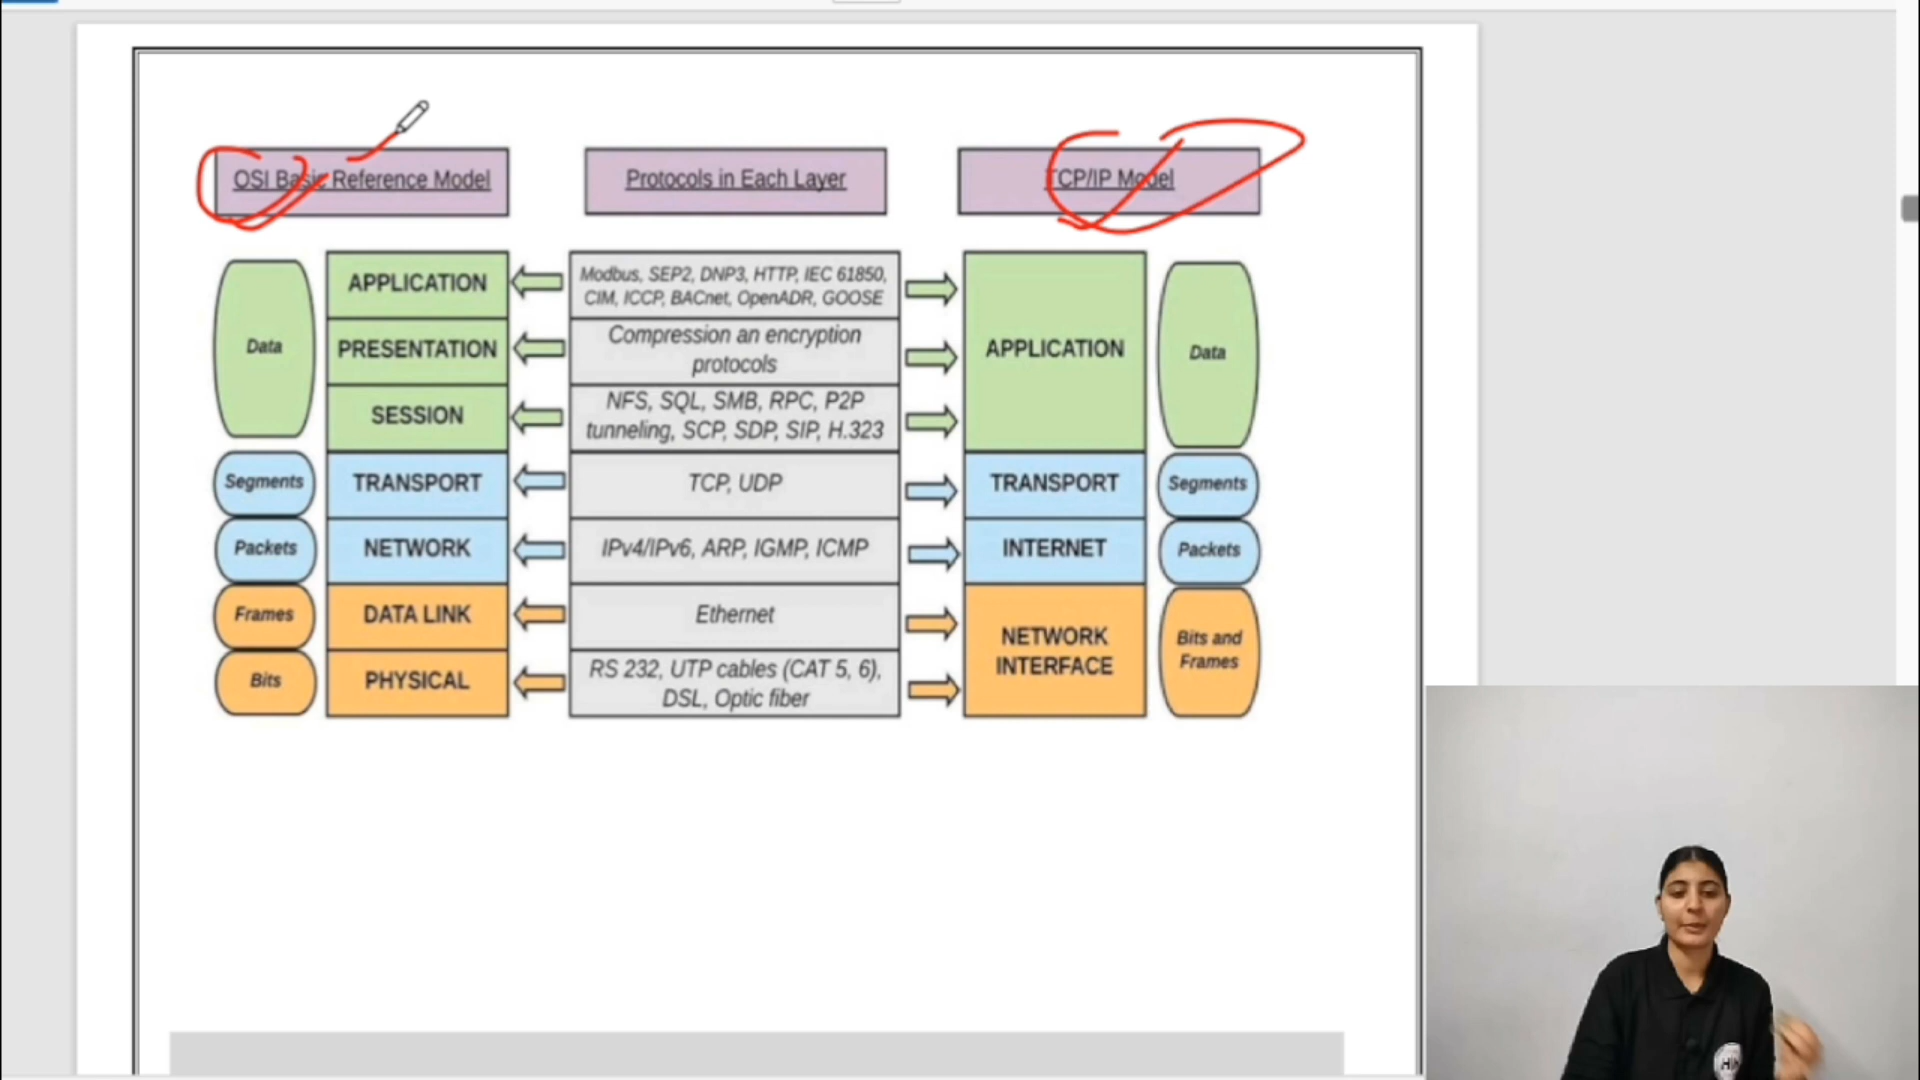 OSI Basic Reference Model
Protocols in Each Layer
TCP/IP Model
Data
APPLICATION
Modbus, SEP2, DNP3, HTTP, IEC 61850,
CIM, ICCP, BACnet, OpenADR, GOOSE
PRESENTATION
Compression an encryption
protocols
SESSION
NFS, SQL, SMB, RPC, P2P
tunneling, SCP, SDP, SIP, H.323
APPLICATION
Data
Segments
TRANSPORT
TCP, UDP
TRANSPORT
Segments
Packets
NETWORK
IPv4/IPv6, ARP, IGMP, ICMP
INTERNET
Packets
Frames
DATA LINK
Ethernet
Bits
PHYSICAL
RS 232, UTP cables (CAT 5, 6),
DSL, Optic fiber
NETWORK
INTERFACE
Bits and
Frames